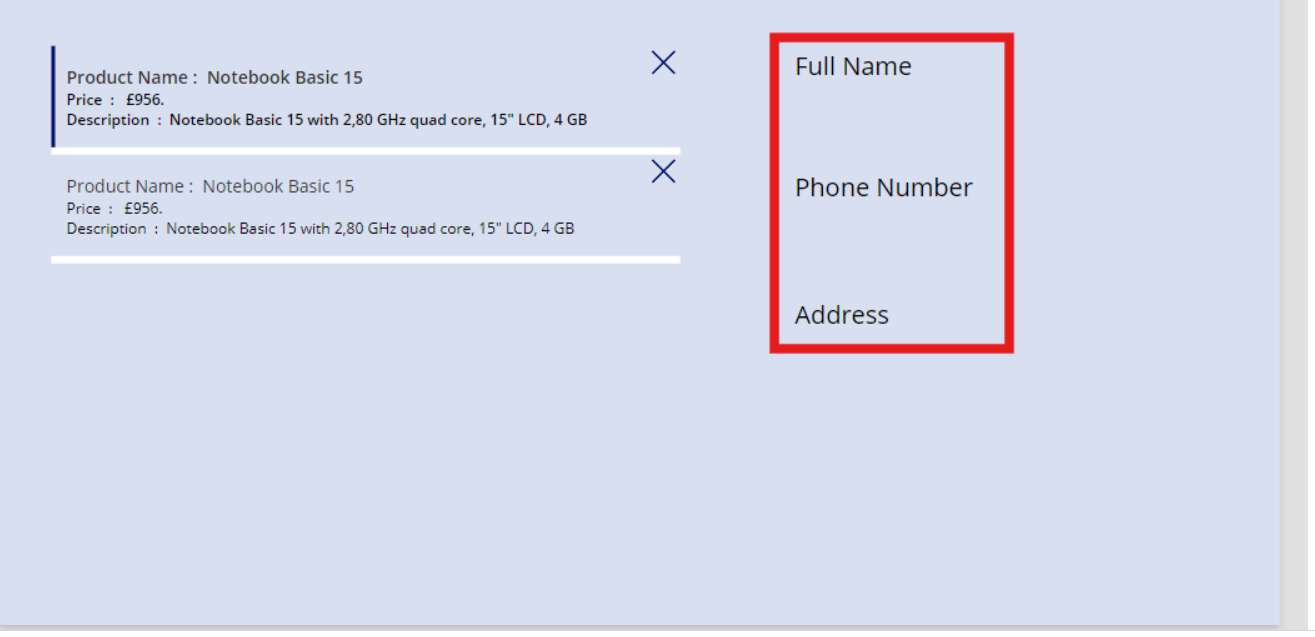 Product Name :  Notebook Basic 15
Price  :  £956.
Description  :  Notebook Basic 15 with 2,80 GHz quad core, 15" LCD, 4 GB
Product Name :  Notebook Basic 15
Price  :  £956.
Description  :  Notebook Basic 15 with 2,80 GHz quad core, 15" LCD, 4 GB
Full Name
Phone Number
Address